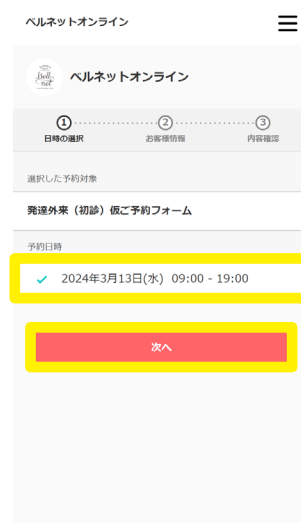 ベルネットオンライン
Bell-net
ベルネットオンライン
① ② ③
日時の選択 お客様情報 内容確認
選択した予約対象
発達外来(初診)仮ご予約フォーム
予約日時
2024年3月13日(水) 09:00 - 19:00
次へ